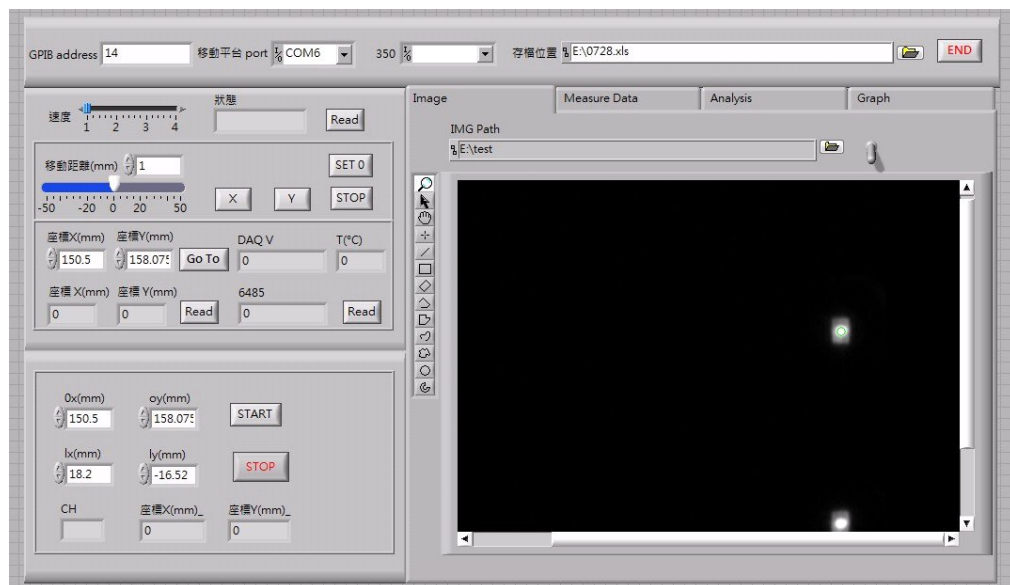 GPIB address 14 移動平台 port COM6 350 存檔位置 E:\0728.xls END
速度 1 2 3 4 狀態 Read
移動距離(mm) 1 SET 0
-50 -20 0 20 50 X Y STOP
座標X(mm) 座標Y(mm) DAQ V T(°C)
150.5 158.075 Go To 0 0
座標 X(mm) 座標 Y(mm) 6485
0 0 Read 0 Read
0x(mm) oy(mm)
150.5 158.075 START
lx(mm) ly(mm)
18.2 -16.52 STOP
CH 座標X(mm)_ 座標Y(mm)_
0 0
Image Measure Data Analysis Graph
IMG Path
E:\test